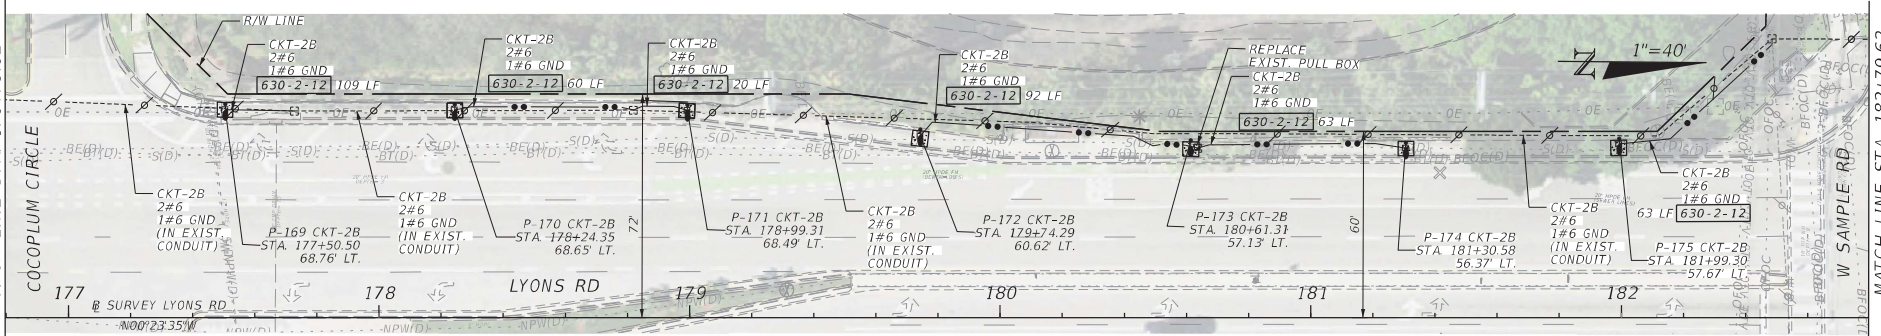 R/W LINE
CKT-2B
2#6
1#6 GND
630-2-12 109 LF
CKT-2B
2#6
1#6 GND
630-2-12 60 LF
CKT-2B
2#6
1#6 GND
630-2-12 20 LF
CKT-2B
2#6
1#6 GND
630-2-12 92 LF
REPLACE
EXIST. PULL BOX
CKT-2B
2#6
1#6 GND
630-2-12 63 LF
1"=40'
N
COCOPLUM CIRCLE
CKT-2B
2#6
1#6 GND
(IN EXIST.
CONDUIT)
P-169 CKT-2B
STA. 177+50.50
68.76' LT.
CKT-2B
2#6
1#6 GND
(IN EXIST.
CONDUIT)
P-170 CKT-2B
STA. 178+24.35
68.65' LT.
72'
P-171 CKT-2B
STA. 178+99.31
68.49' LT.
CKT-2B
2#6
1#6 GND
(IN EXIST.
CONDUIT)
P-172 CKT-2B
STA. 179+74.29
60.62' LT.
P-173 CKT-2B
STA. 180+61.31
57.13' LT.
60'
P-174 CKT-2B
STA. 181+30.58
56.37' LT.
CKT-2B
2#6
1#6 GND
(IN EXIST.
CONDUIT)
CKT-2B
2#6
1#6 GND
63 LF 630-2-12
P-175 CKT-2B
STA. 181+99.30
57.67' LT.
W SAMPLE RD
MATCH LINE STA. 182+79.62
177
178
LYONS RD
179
180
181
182
B SURVEY LYONS RD
N00°23'35"W